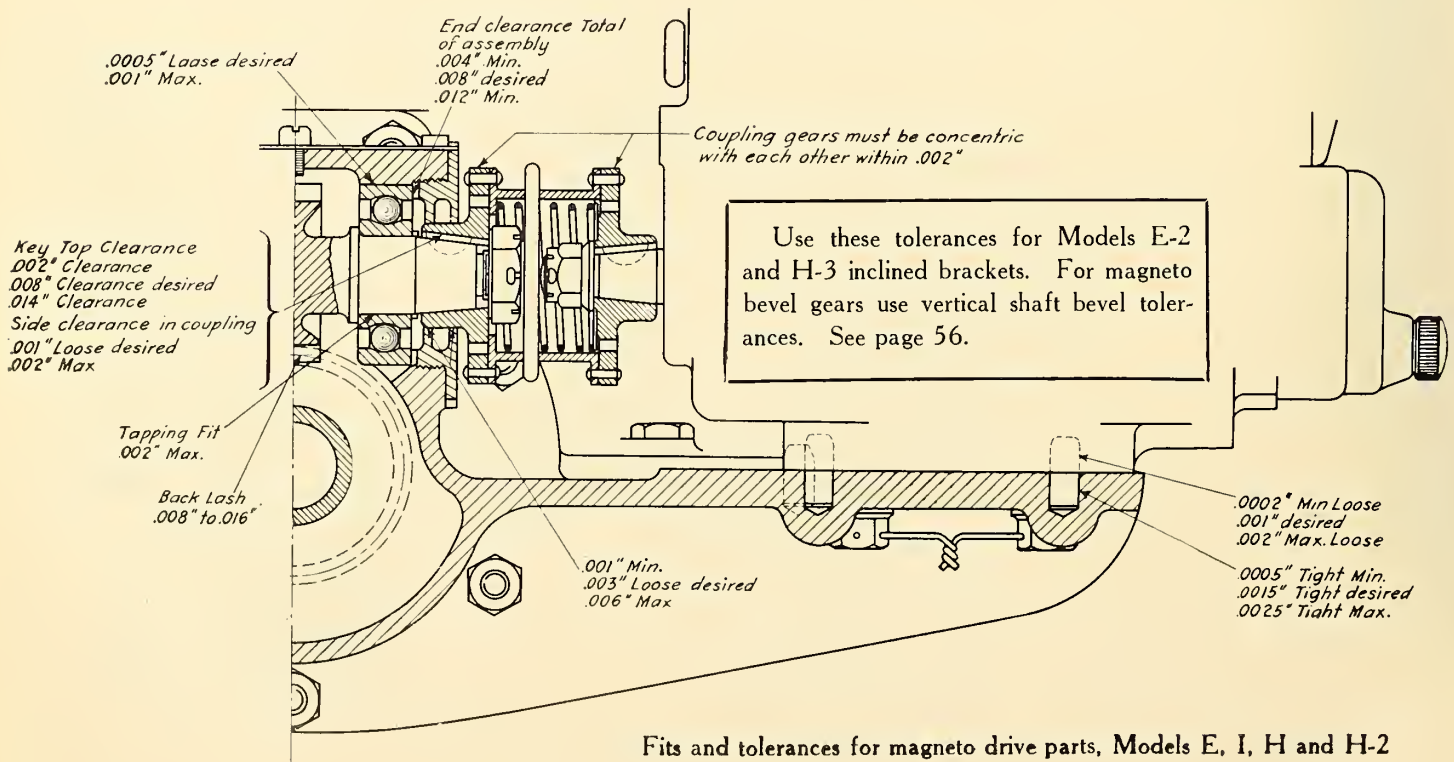 .0005" Loose desired
.001" Max.
End clearance Total
of assembly
.004" Min.
.008" desired
.012" Min.
Coupling gears must be concentric
with each other within .002"
Use these tolerances for Models E-2
and H-3 inclined brackets. For magneto
bevel gears use vertical shaft bevel toler-
ances. See page 56.
Key Top Clearance
.002" Clearance
.008" Clearance desired
.014" Clearance
Side clearance in coupling
.001" Loose desired
.002" Max
Tapping Fit
.002" Max.
Back Lash
.008" to .016"
.001" Min.
.003" Loose desired
.006" Max
.0002" Min Loose
.001" desired
.002" Max. Loose
.0005" Tight Min.
.0015" Tight desired
.0025" Tight Max.
Fits and tolerances for magneto drive parts, Models E, I, H and H-2